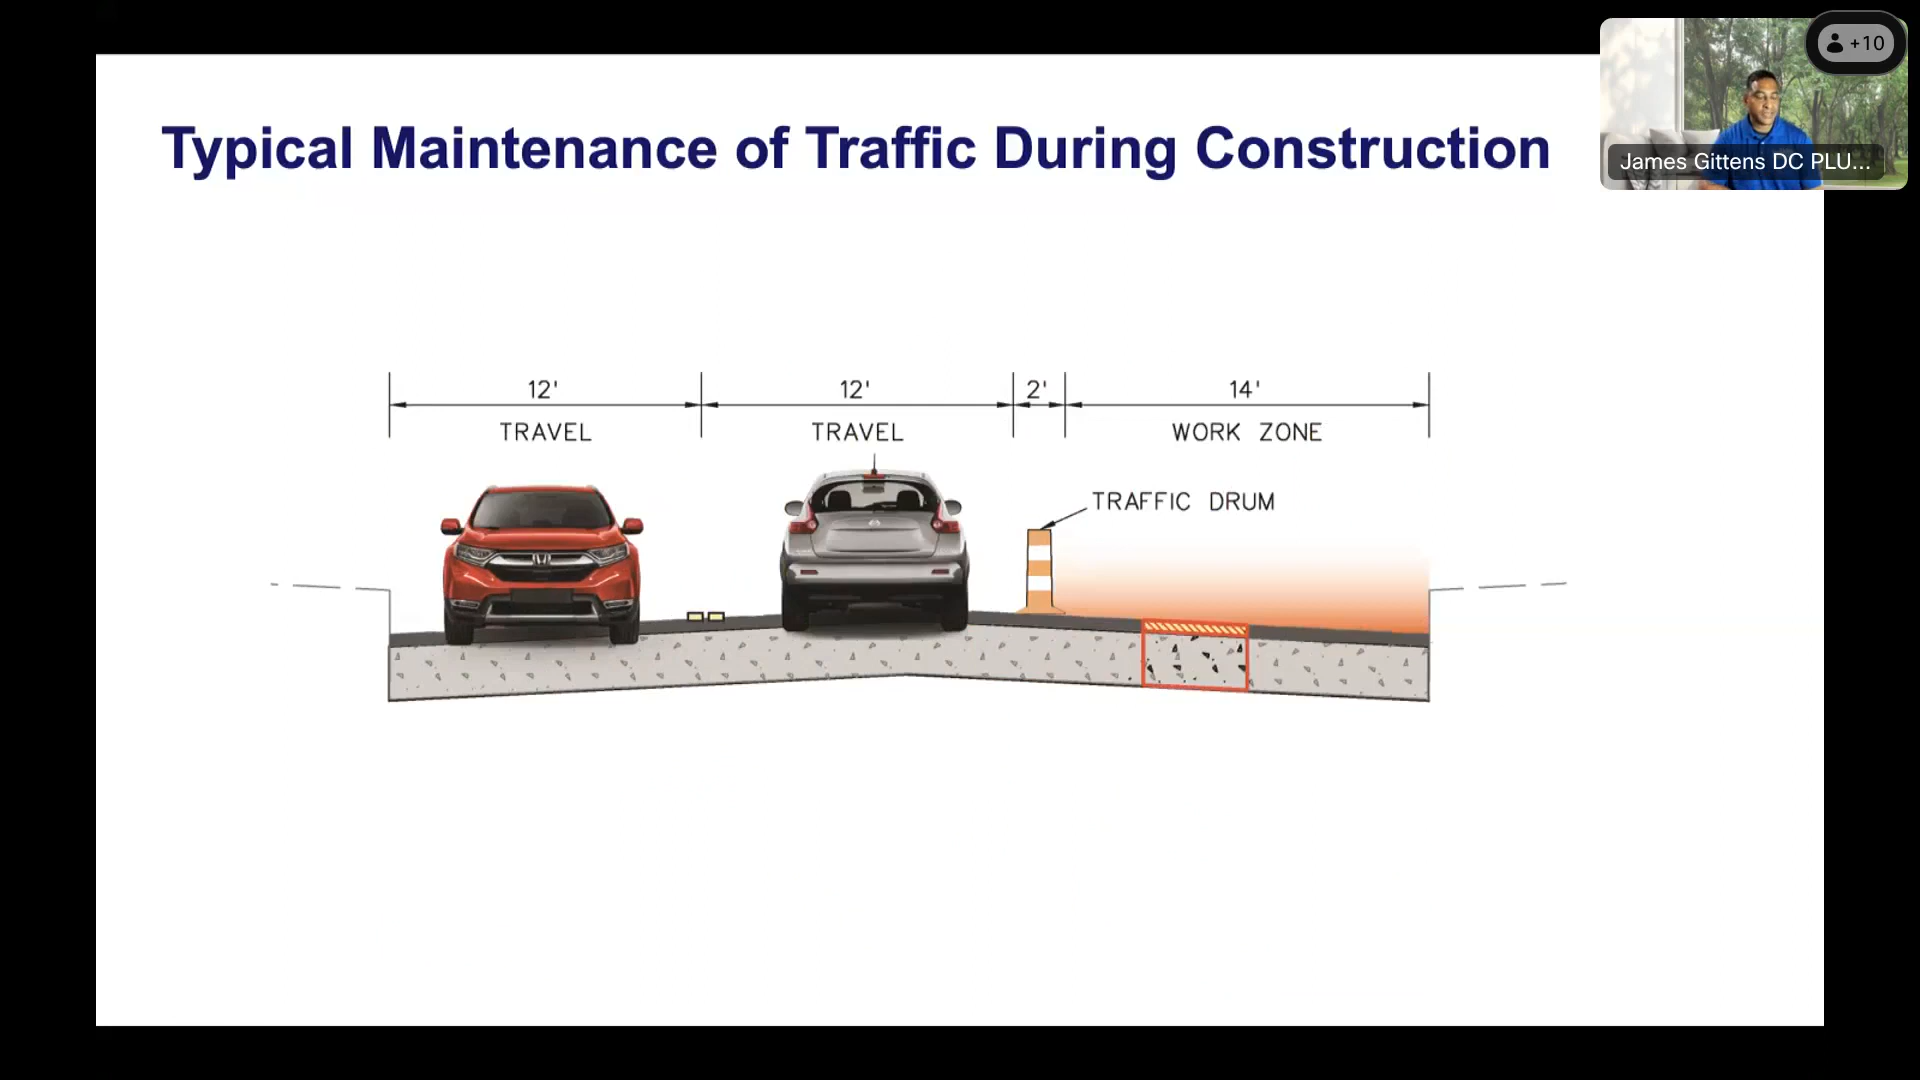 +10
James Gittens DC PLU...
Typical Maintenance of Traffic During Construction
12' 12' 2' 14'
TRAVEL TRAVEL WORK ZONE
TRAFFIC DRUM